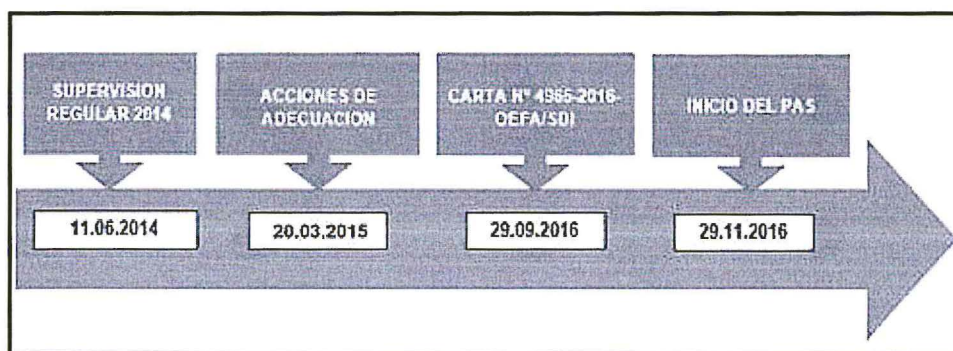 SUPERVISION
REGULAR 2014
11.06.2014
ACCIONES DE
ADECUACION
20.03.2015
CARTA N° 4965-2016-
OEFA/SDI
29.09.2016
INICIO DEL PAS
29.11.2016